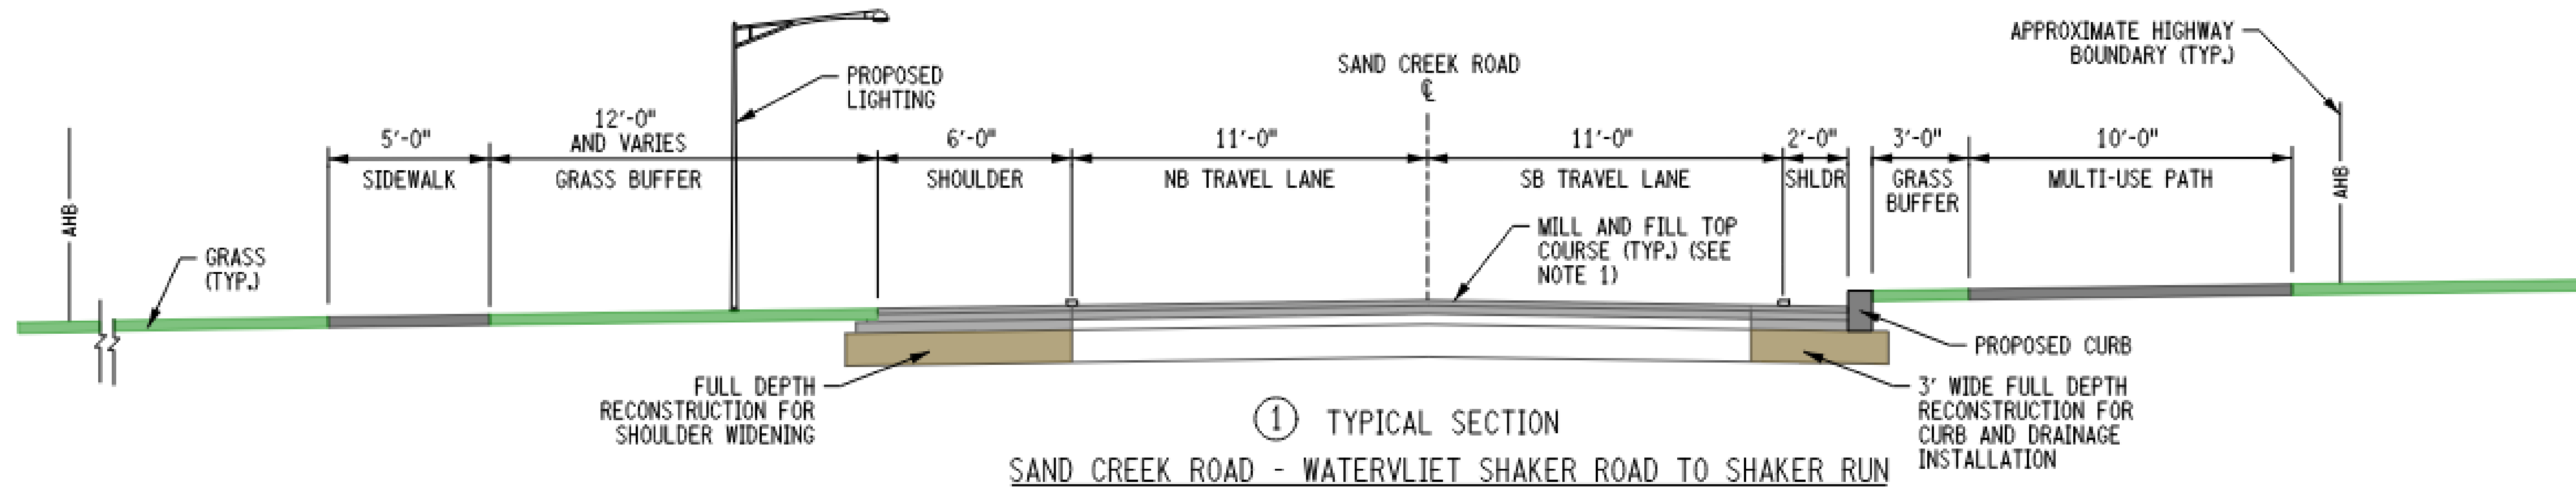 APPROXIMATE HIGHWAY
BOUNDARY (TYP.)
SAND CREEK ROAD
℄
PROPOSED
LIGHTING
5'-0"
12'-0"
AND VARIES
6'-0"
11'-0"
11'-0"
2'-0"
3'-0"
10'-0"
SIDEWALK
GRASS BUFFER
SHOULDER
NB TRAVEL LANE
SB TRAVEL LANE
SHLDR
GRASS
BUFFER
MULTI-USE PATH
AHB
AHB
GRASS
(TYP.)
MILL AND FILL TOP
COURSE (TYP.) (SEE
NOTE 1)
PROPOSED CURB
FULL DEPTH
RECONSTRUCTION FOR
SHOULDER WIDENING
3' WIDE FULL DEPTH
RECONSTRUCTION FOR
CURB AND DRAINAGE
INSTALLATION
1 TYPICAL SECTION
SAND CREEK ROAD - WATERVLIET SHAKER ROAD TO SHAKER RUN